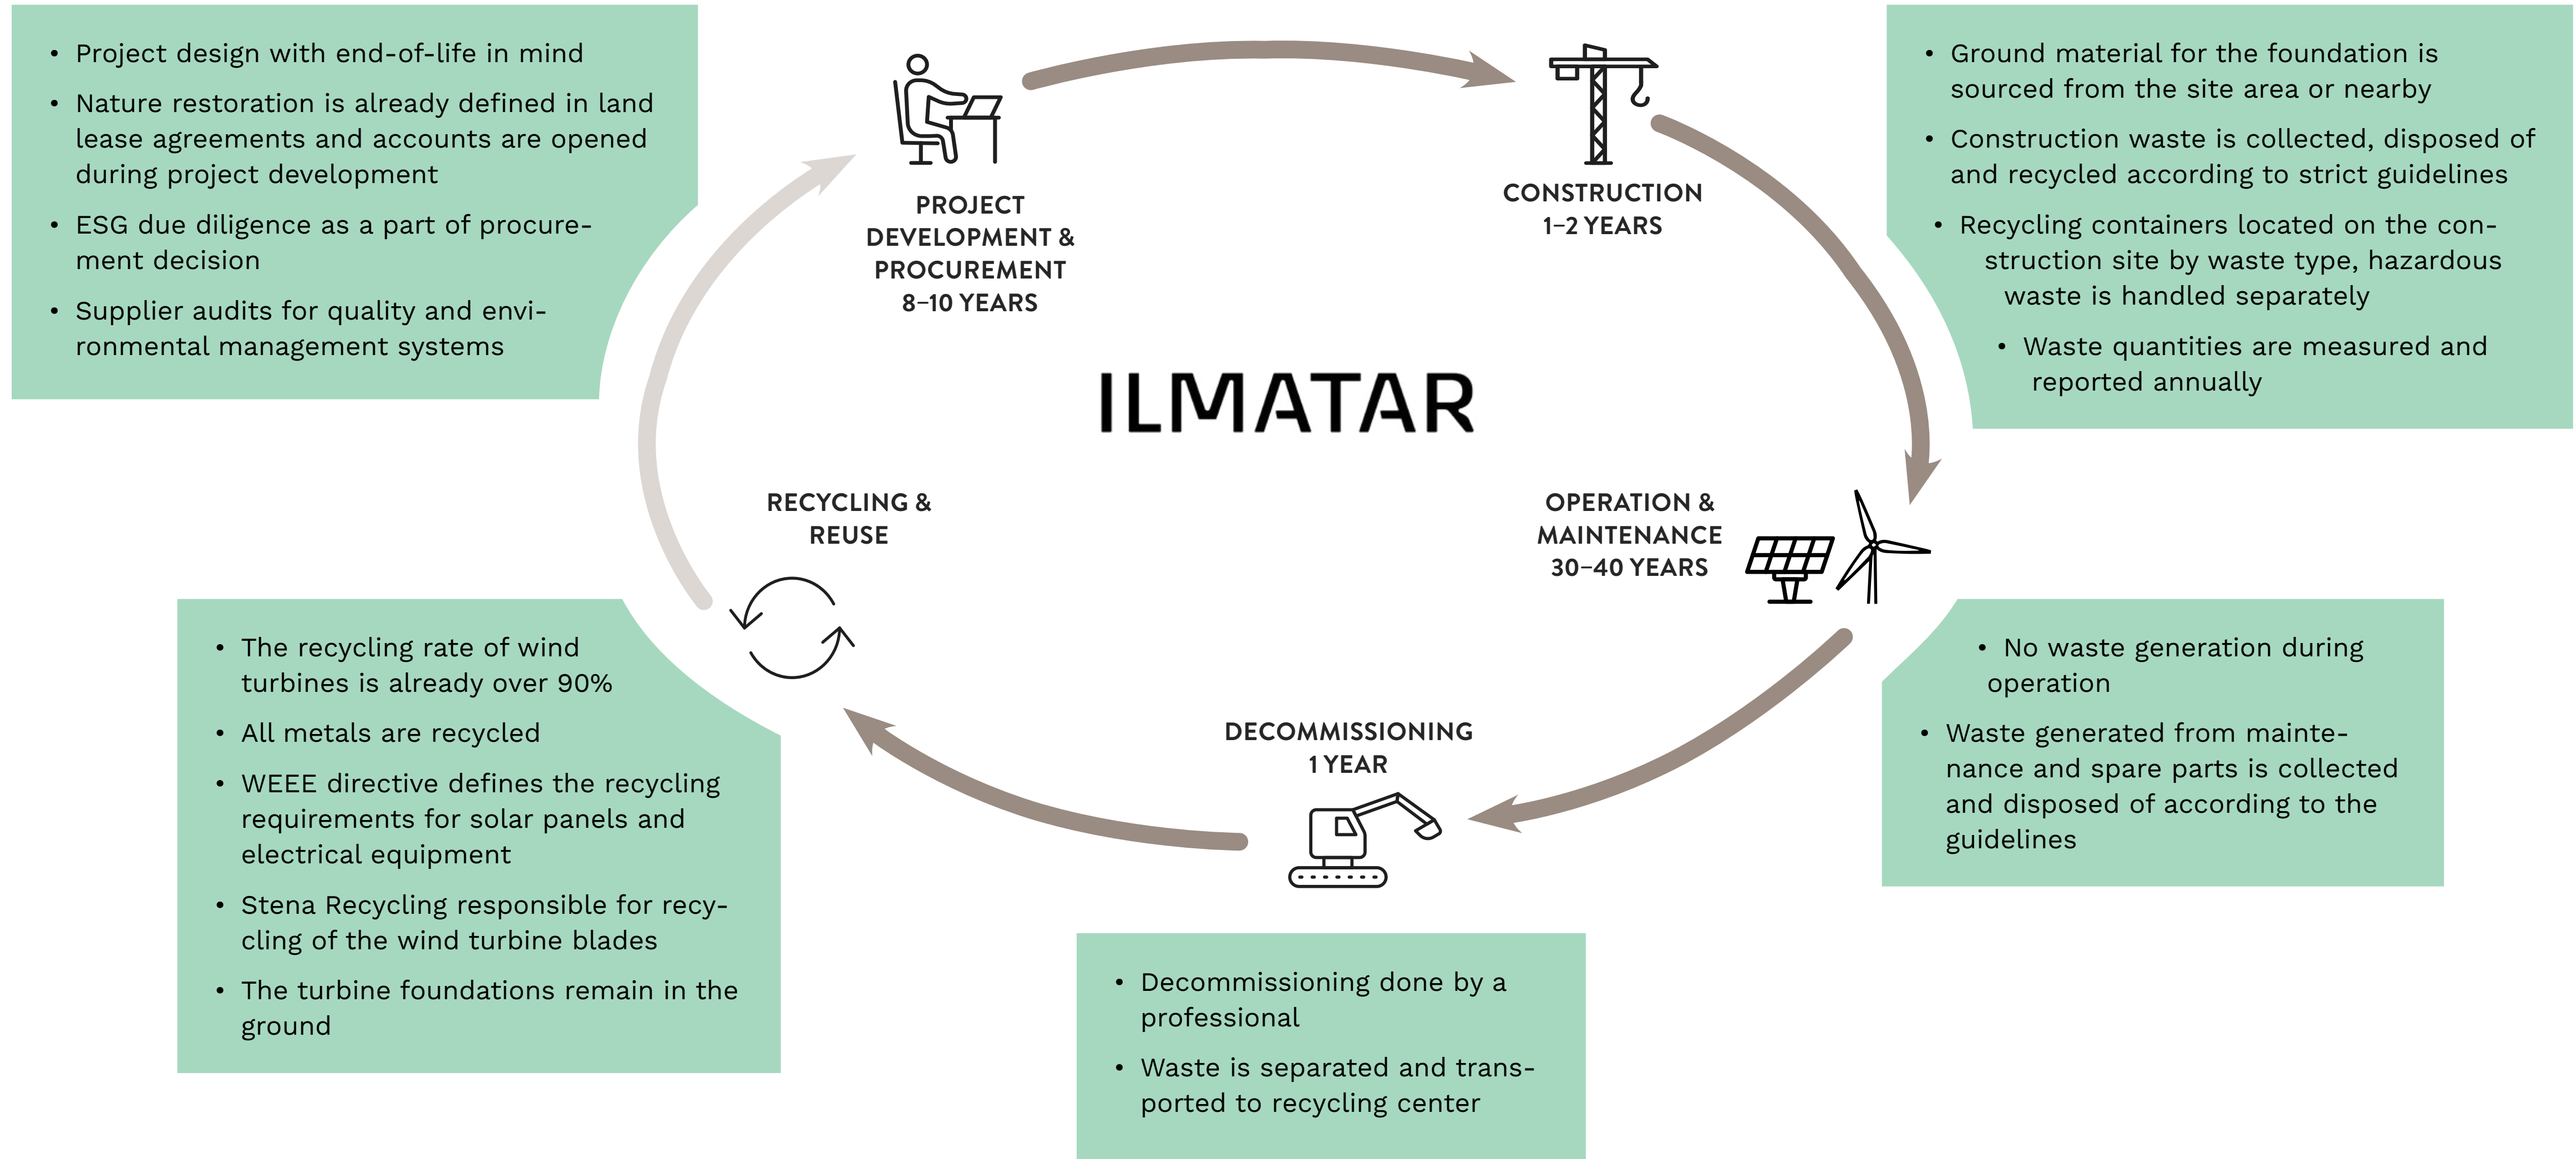 • Project design with end-of-life in mind
• Nature restoration is already defined in land
lease agreements and accounts are opened
during project development
• ESG due diligence as a part of procure-
ment decision
• Supplier audits for quality and envi-
ronmental management systems
PROJECT
DEVELOPMENT &
PROCUREMENT
8–10 YEARS
CONSTRUCTION
1–2 YEARS
• Ground material for the foundation is
sourced from the site area or nearby
• Construction waste is collected, disposed of
and recycled according to strict guidelines
• Recycling containers located on the con-
struction site by waste type, hazardous
waste is handled separately
• Waste quantities are measured and
reported annually
ILMATAR
RECYCLING &
REUSE
OPERATION &
MAINTENANCE
30–40 YEARS
• The recycling rate of wind
turbines is already over 90%
• All metals are recycled
• WEEE directive defines the recycling
requirements for solar panels and
electrical equipment
• Stena Recycling responsible for recy-
cling of the wind turbine blades
• The turbine foundations remain in the
ground
DECOMMISSIONING
1 YEAR
• No waste generation during
operation
• Waste generated from mainte-
nance and spare parts is collected
and disposed of according to the
guidelines
• Decommissioning done by a
professional
• Waste is separated and trans-
ported to recycling center